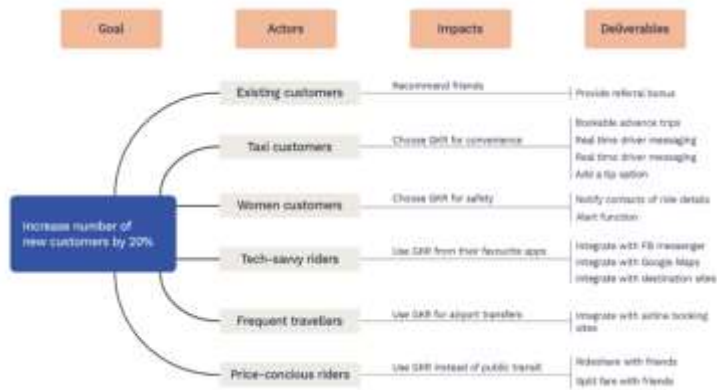 Goal
Actors
Impacts
Deliverables
Increase number of
new customers by 20%
Existing customers
Recommend friends
Provide referral bonus
Taxi customers
Choose GKR for convenience
Bookable advance trips
Real time driver messaging
Real time driver messaging
Add a tip option
Women customers
Choose GKR for safety
Notify contacts of ride details
Alert function
Tech-savvy riders
Use GKR from their favourite apps
Integrate with FB messenger
Integrate with Google Maps
Integrate with destination sites
Frequent travellers
Use GKR for airport transfers
Integrate with airline booking
sites
Price-concious riders
Use GKR instead of public transit
Rideshare with friends
Split fare with friends